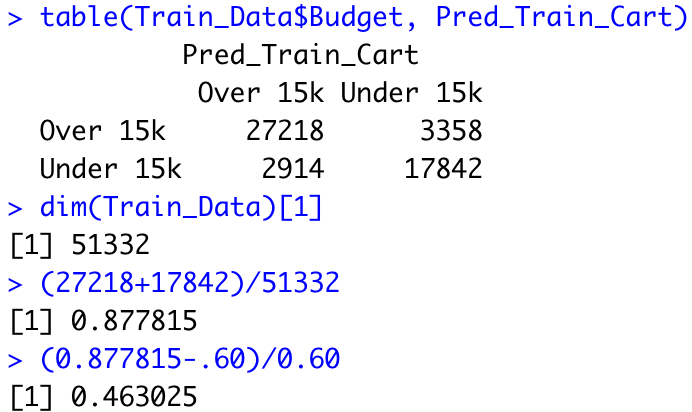 > table(Train_Data$Budget, Pred_Train_Cart)
Pred_Train_Cart
Over 15k Under 15k
Over 15k 27218 3358
Under 15k 2914 17842
> dim(Train_Data)[1]
[1] 51332
> (27218+17842)/51332
[1] 0.877815
> (0.877815-.60)/0.60
[1] 0.463025